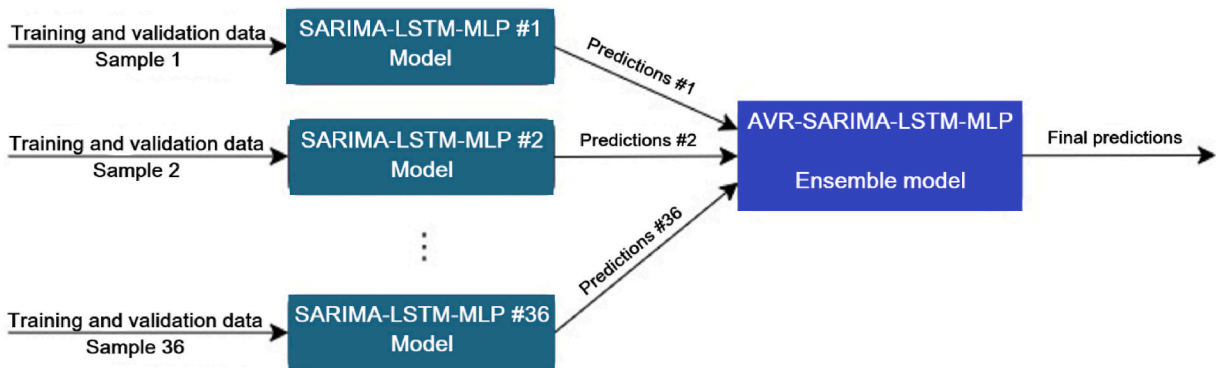 Training and validation data
Sample 1
SARIMA-LSTM-MLP #1
Model
Predictions #1
Training and validation data
Sample 2
SARIMA-LSTM-MLP #2
Model
Predictions #2
AVR-SARIMA-LSTM-MLP
Ensemble model
Final predictions
Training and validation data
Sample 36
SARIMA-LSTM-MLP #36
Model
Predictions #36